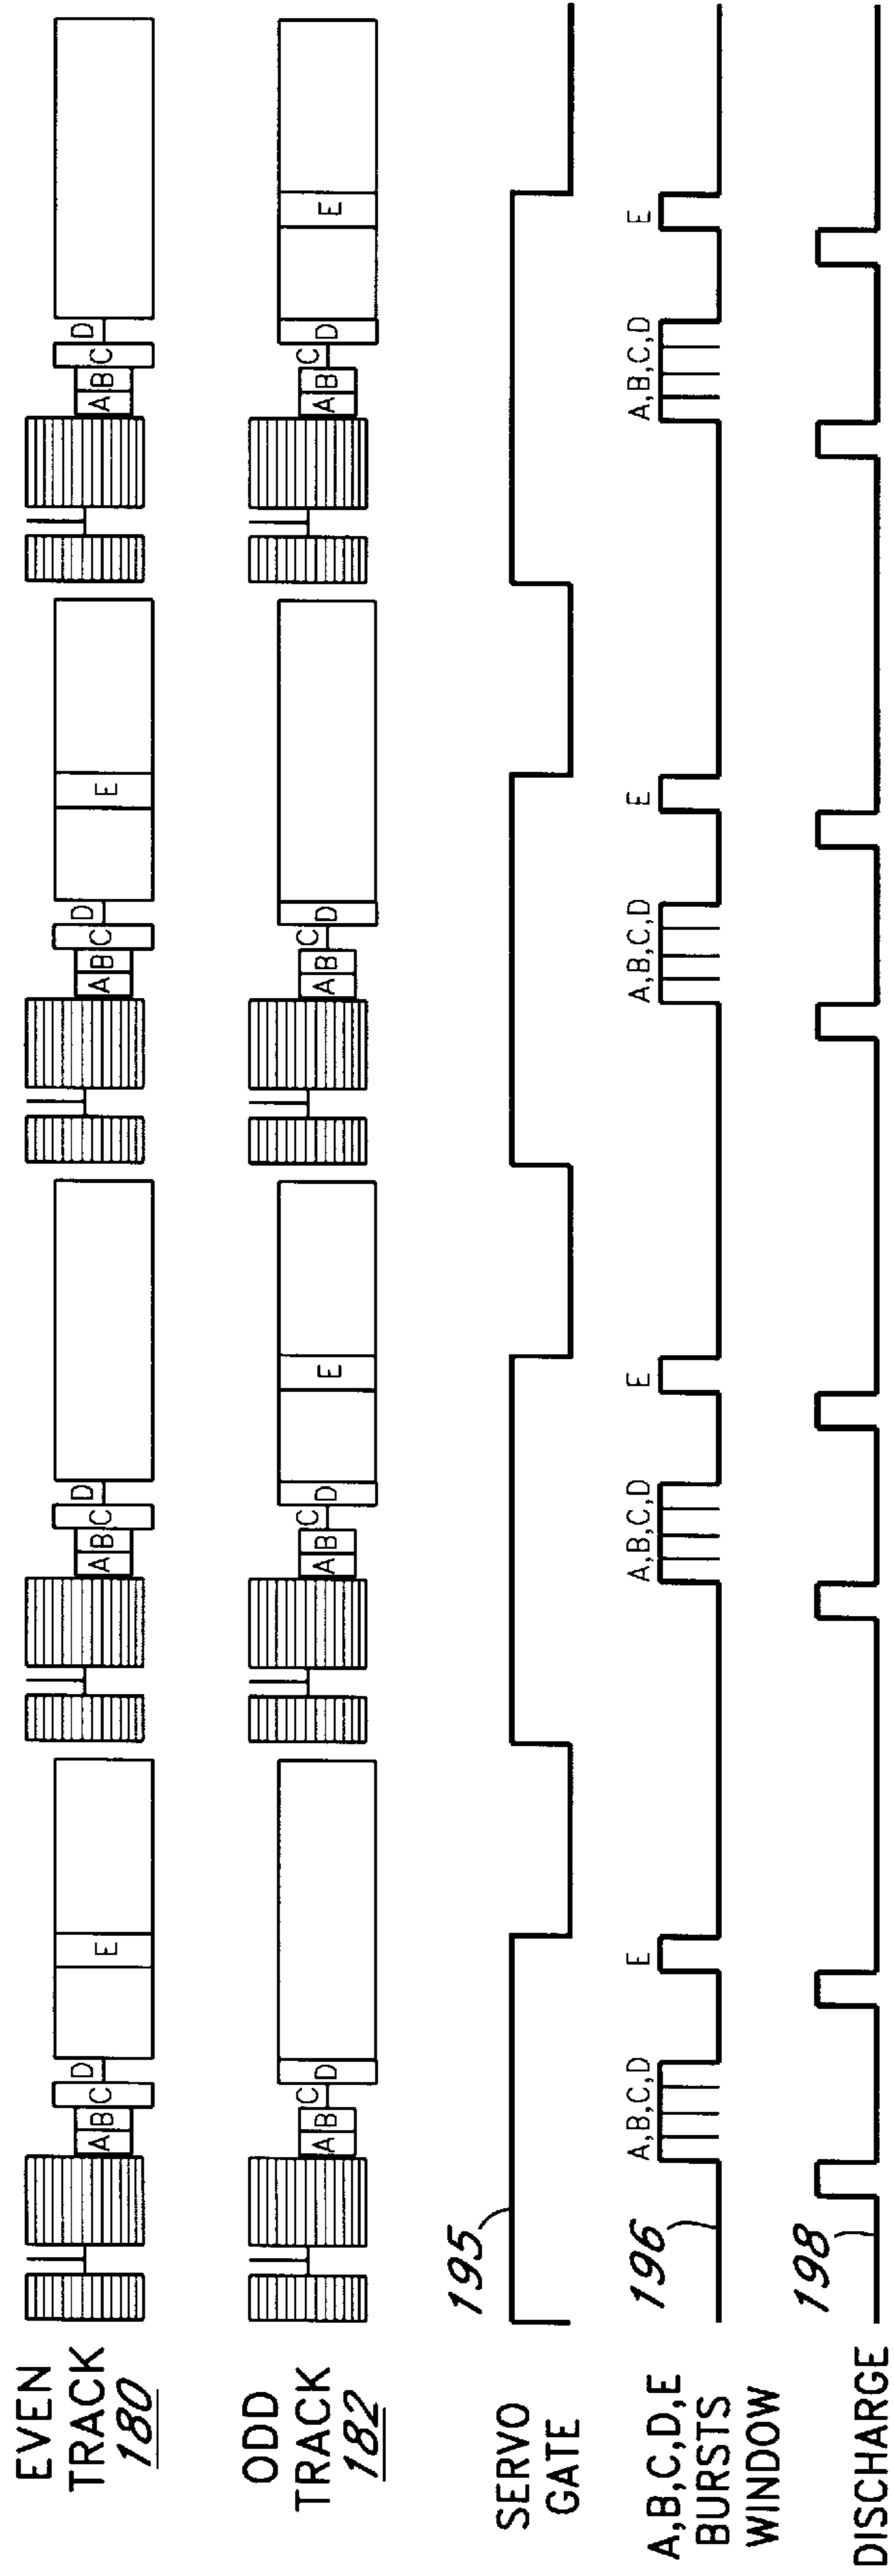 EVEN
TRACK
180
A B C D E A B C D A B C D E A B C D
ODD
TRACK
182
A B C D A B C D E A B C D A B C D E
SERVO
GATE
195
A,B,C,D,E
BURSTS
WINDOW
196
A,B,C,D E A,B,C,D E A,B,C,D E A,B,C,D E
DISCHARGE
198